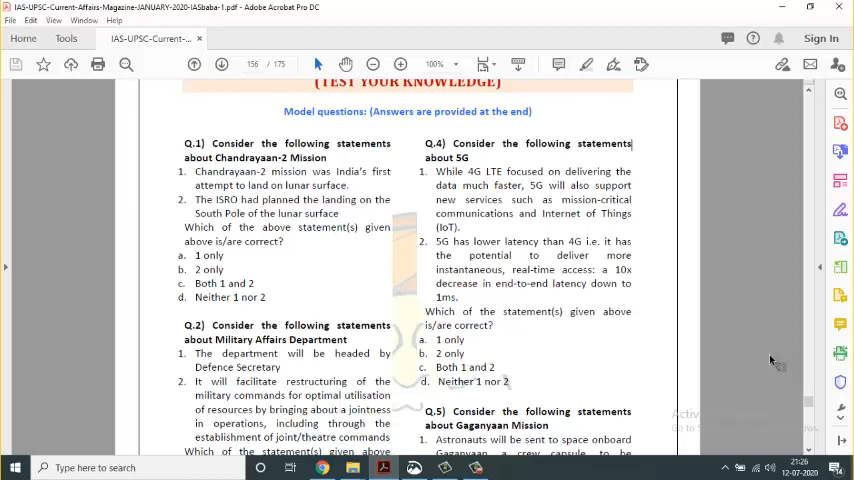 IAS-UPSC-Current-Affairs-Magazine-JANUARY-2020-IASbaba-1.pdf - Adobe Acrobat Pro DC
File Edit View Window Help
Home Tools IAS-UPSC-Current-... × Sign In
156 / 175 100%
(TEST YOUR KNOWLEDGE)
Model questions: (Answers are provided at the end)
Q.1) Consider the following statements
about Chandrayaan-2 Mission
1. Chandrayaan-2 mission was India's first
attempt to land on lunar surface.
2. The ISRO had planned the landing on the
South Pole of the lunar surface
Which of the above statement(s) given
above is/are correct?
a. 1 only
b. 2 only
c. Both 1 and 2
d. Neither 1 nor 2
Q.2) Consider the following statements
about Military Affairs Department
1. The department will be headed by
Defence Secretary
2. It will facilitate restructuring of the
military commands for optimal utilisation
of resources by bringing about a jointness
in operations, including through the
establishment of joint/theatre commands
Which of the statement(s) given above
Q.4) Consider the following statements
about 5G
1. While 4G LTE focused on delivering the
data much faster, 5G will also support
new services such as mission-critical
communications and Internet of Things
(IoT).
2. 5G has lower latency than 4G i.e. it has
the potential to deliver more
instantaneous, real-time access: a 10x
decrease in end-to-end latency down to
1ms.
Which of the statement(s) given above
is/are correct?
a. 1 only
b. 2 only
c. Both 1 and 2
d. Neither 1 nor 2
Q.5) Consider the following statements
about Gaganyaan Mission
1. Astronauts will be sent to space onboard
Gaganyaan, a crew capsule, to be
Type here to search
21:26
12-07-2020
14